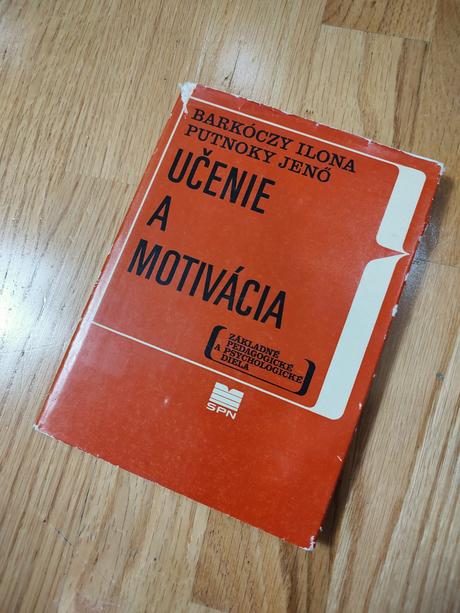 BARKÓCZY ILONA
PUTNOKY JENŐ
UČENIE
A
MOTIVÁCIA
ZÁKLADNÉ
PEDAGOGICKÉ
A PSYCHOLOGICKÉ
DIELA
SPN